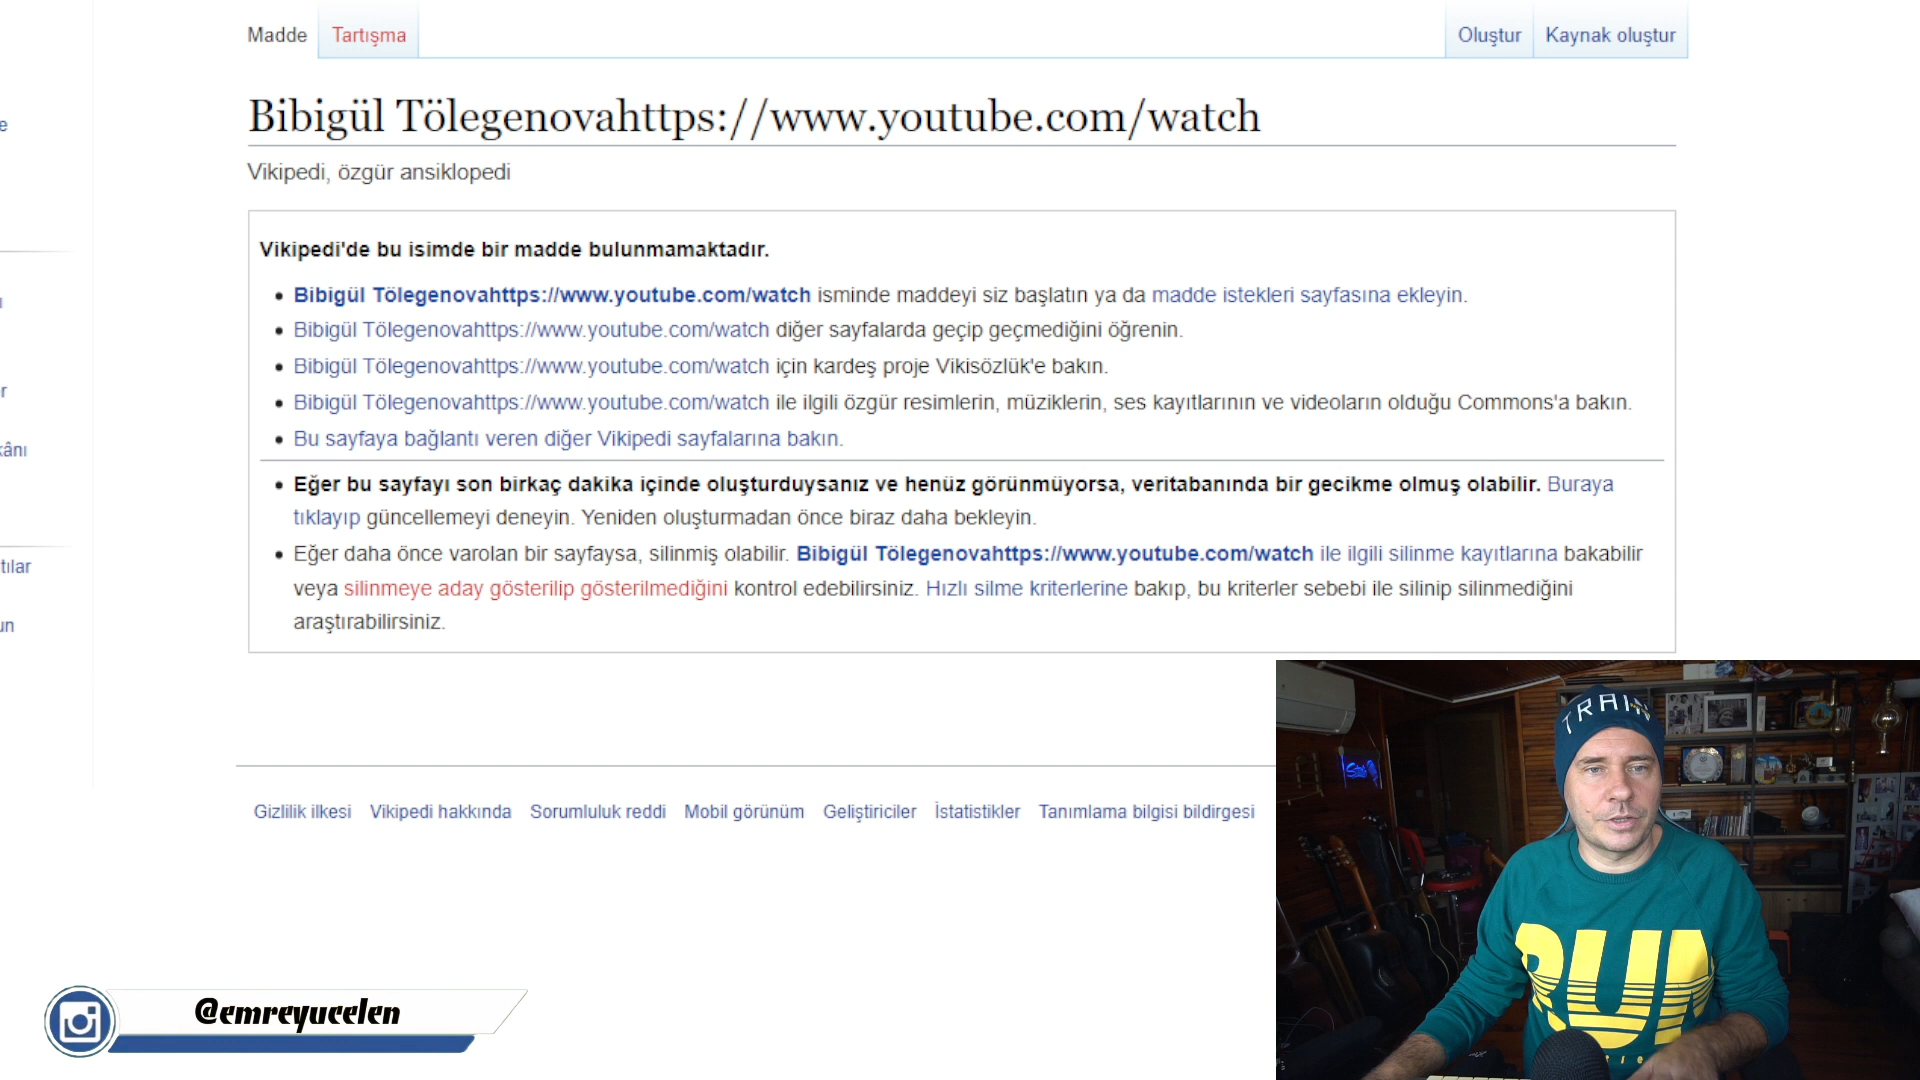 Madde Tartışma Oluştur Kaynak oluştur
Bibigül Tölegenovahttps://www.youtube.com/watch
Vikipedi, özgür ansiklopedi
Vikipedi'de bu isimde bir madde bulunmamaktadır.
Bibigül Tölegenovahttps://www.youtube.com/watch isminde maddeyi siz başlatın ya da madde istekleri sayfasına ekleyin.
Bibigül Tölegenovahttps://www.youtube.com/watch diğer sayfalarda geçip geçmediğini öğrenin.
Bibigül Tölegenovahttps://www.youtube.com/watch için kardeş proje Vikisözlük'e bakın.
Bibigül Tölegenovahttps://www.youtube.com/watch ile ilgili özgür resimlerin, müziklerin, ses kayıtlarının ve videoların olduğu Commons'a bakın.
Bu sayfaya bağlantı veren diğer Vikipedi sayfalarına bakın.
Eğer bu sayfayı son birkaç dakika içinde oluşturduysanız ve henüz görünmüyorsa, veritabanında bir gecikme olmuş olabilir. Buraya
tıklayıp güncellemeyi deneyin. Yeniden oluşturmadan önce biraz daha bekleyin.
Eğer daha önce varolan bir sayfaysa, silinmiş olabilir. Bibigül Tölegenovahttps://www.youtube.com/watch ile ilgili silinme kayıtlarına bakabilir
veya silinmeye aday gösterilip gösterilmediğini kontrol edebilirsiniz. Hızlı silme kriterlerine bakıp, bu kriterler sebebi ile silinip silinmediğini
araştırabilirsiniz.
Gizlilik ilkesi Vikipedi hakkında Sorumluluk reddi Mobil görünüm Geliştiriciler İstatistikler Tanımlama bilgisi bildirgesi
TRAIN
RUN
@emreyucelen